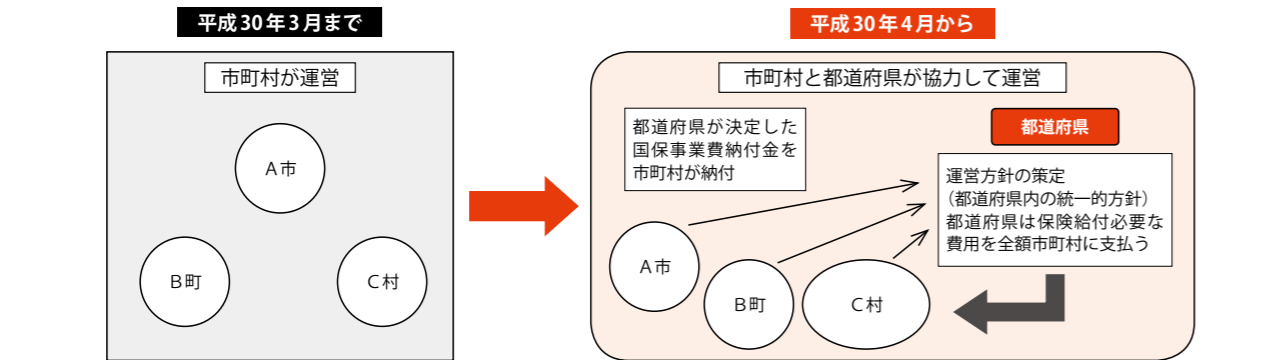 平成30年3月まで
市町村が運営
A市
B町
C村
平成30年4月から
市町村と都道府県が協力して運営
都道府県が決定した
国保事業費納付金を
市町村が納付
都道府県
運営方針の策定
（都道府県内の統一的方針）
都道府県は保険給付必要な
費用を全額市町村に支払う
A市
B町
C村